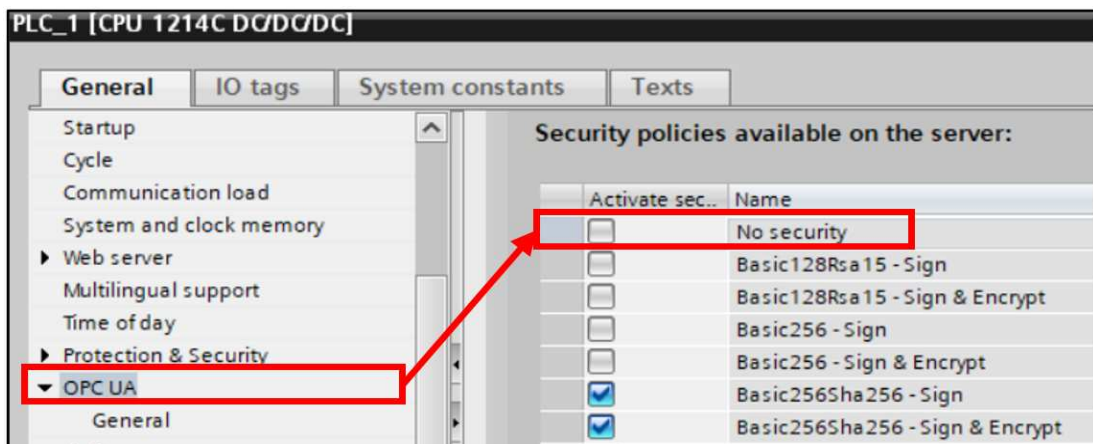 PLC_1 [CPU 1214C DC/DC/DC]
General IO tags System constants Texts
Startup
Cycle
Communication load
System and clock memory
Web server
Multilingual support
Time of day
Protection & Security
OPC UA
General
Security policies available on the server:
Activate sec.. Name
No security
Basic128Rsa15 - Sign
Basic128Rsa15 - Sign & Encrypt
Basic256 - Sign
Basic256 - Sign & Encrypt
Basic256Sha256 - Sign
Basic256Sha256 - Sign & Encrypt